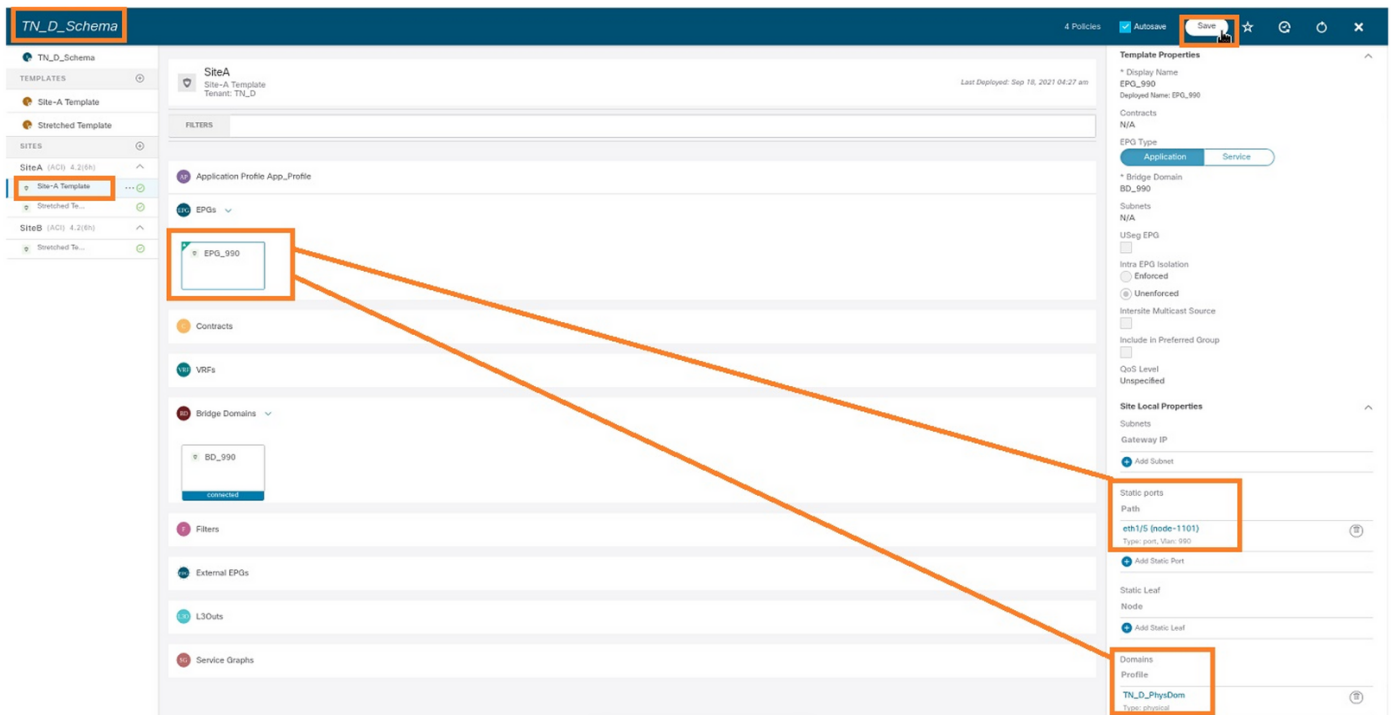 TN_D_Schema
4 Policies
Autosave
Save
TN_D_Schema
TEMPLATES
Site-A Template
Stretched Template
SITES
SiteA (ACI) 4.2(6h)
Site-A Template
Stretched Te...
SiteB (ACI) 4.2(6h)
Stretched Te...
SiteA
Site-A Template
Tenant: TN_D
Last Deployed: Sep 18, 2021 04:27 am
FILTERS
AP Application Profile App_Profile
EPG EPGs
EPG_990
Contracts
VRF VRFs
BD Bridge Domains
BD_990
connected
F Filters
External EPGs
L3O L3Outs
SG Service Graphs
Template Properties
* Display Name
EPG_990
Deployed Name: EPG_990
Contracts
N/A
EPG Type
Application
Service
* Bridge Domain
BD_990
Subnets
N/A
USeg EPG
Intra EPG Isolation
Enforced
Unenforced
Intersite Multicast Source
Include in Preferred Group
QoS Level
Unspecified
Site Local Properties
Subnets
Gateway IP
Add Subnet
Static ports
Path
eth1/5 (node-1101)
Type: port, Vlan: 990
Add Static Port
Static Leaf
Node
Add Static Leaf
Domains
Profile
TN_D_PhysDom
Type: physical